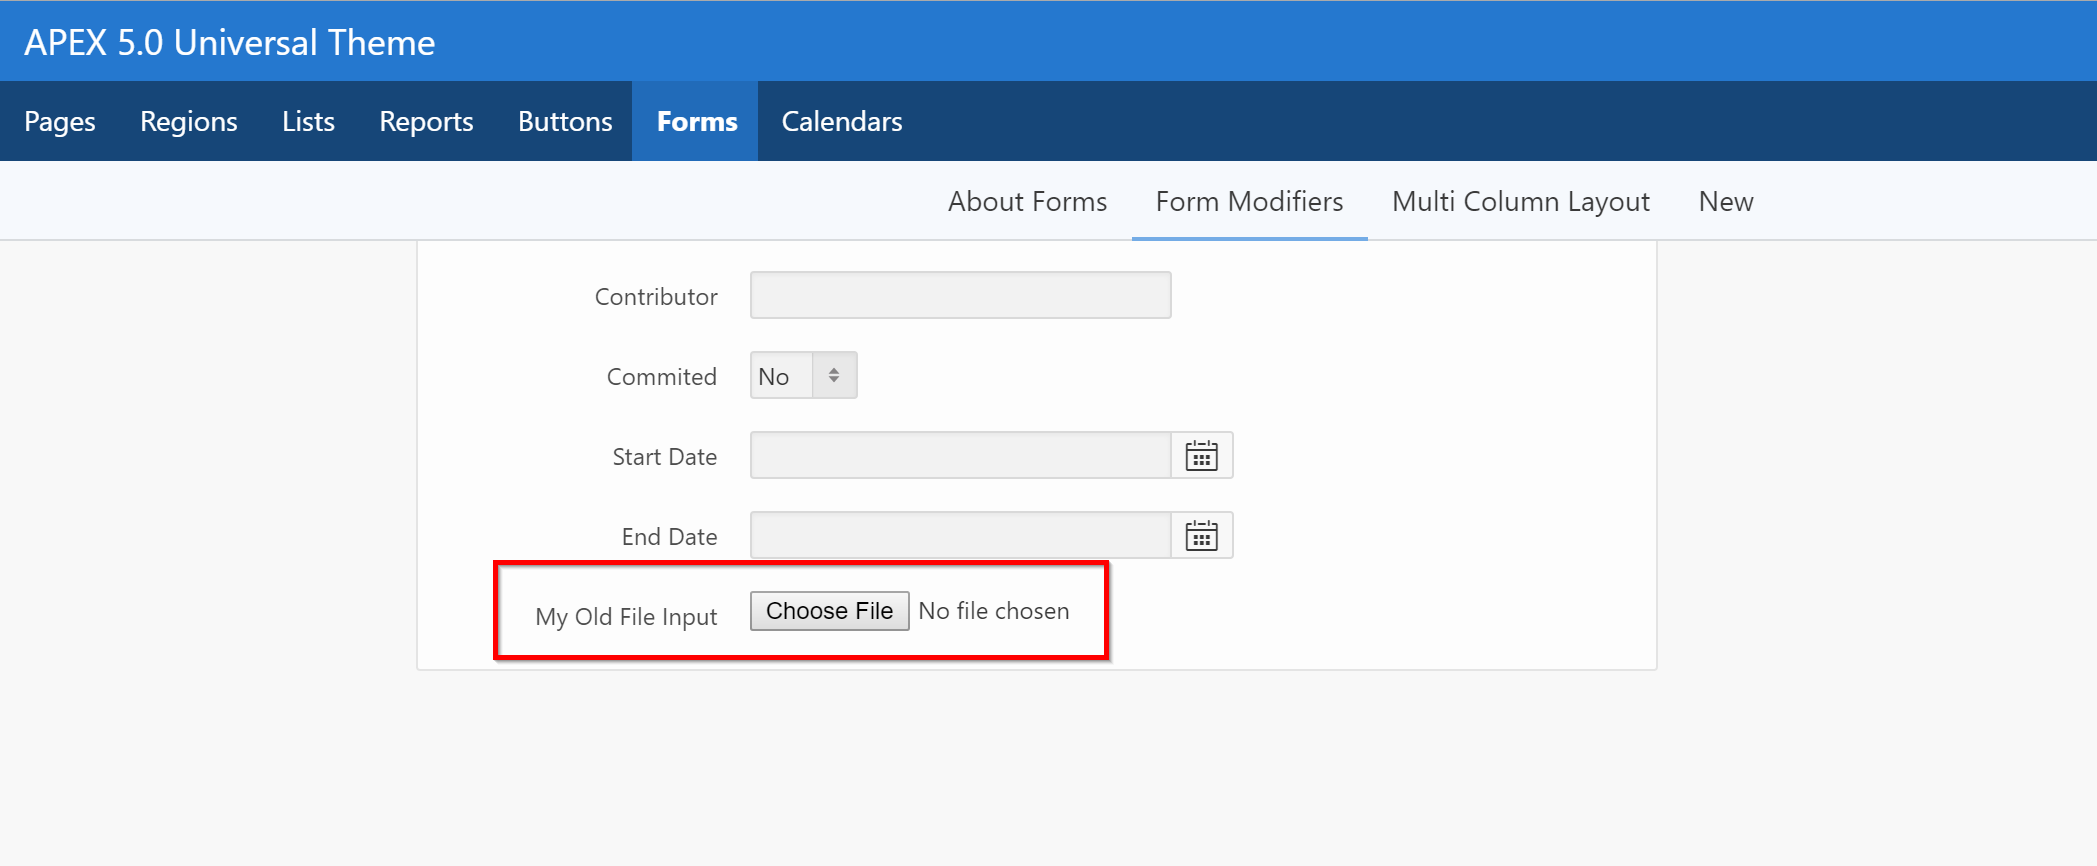 APEX 5.0 Universal Theme
Pages Regions Lists Reports Buttons Forms Calendars
About Forms Form Modifiers Multi Column Layout New
Contributor
Commited No
Start Date
End Date
My Old File Input Choose File No file chosen